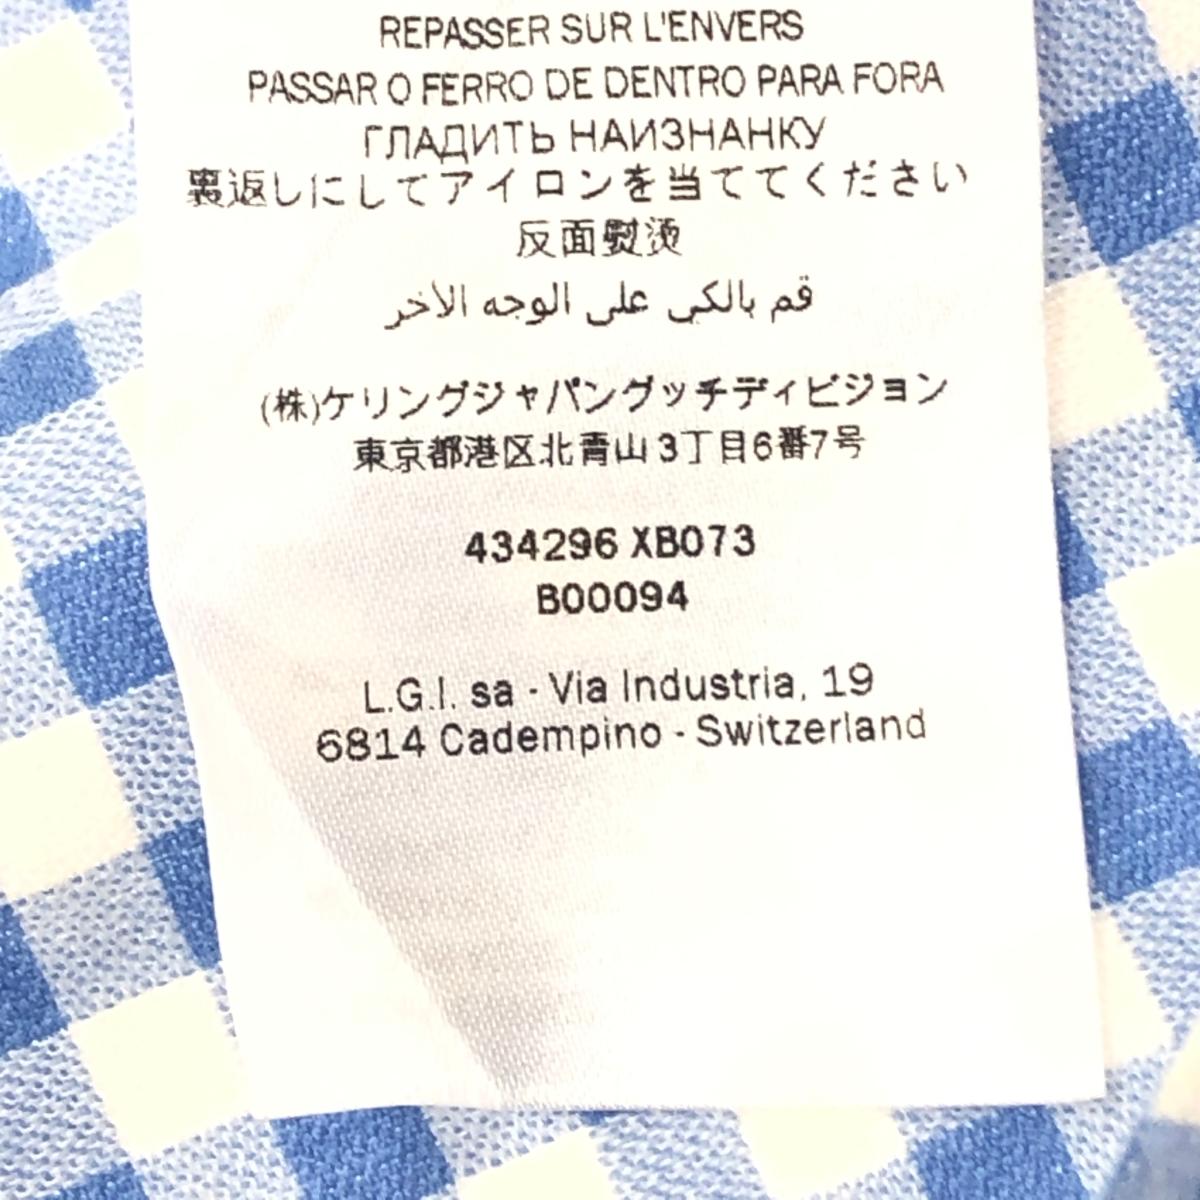 REPASSER SUR L'ENVERS
PASSAR O FERRO DE DENTRO PARA FORA
ГЛАДИТЬ НАИЗНАНКУ
裏返しにしてアイロンを当ててください
反面熨烫
قم بالكي على الوجه الآخر
(株)ケリングジャパングッチディビジョン
東京都港区北青山3丁目6番7号
434296 XB073
B00094
L.G.I. sa - Via Industria, 19
6814 Cadempino - Switzerland